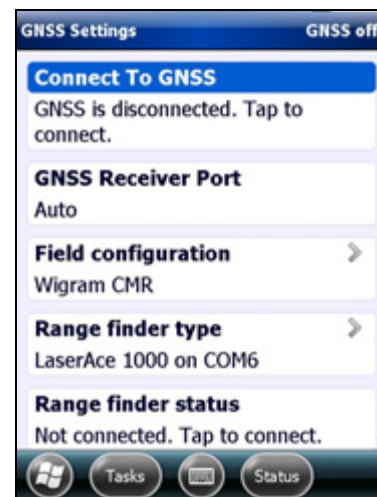 GNSS Settings GNSS off
Connect To GNSS
GNSS is disconnected. Tap to
connect.
GNSS Receiver Port
Auto
Field configuration
Wigram CMR
Range finder type
LaserAce 1000 on COM6
Range finder status
Not connected. Tap to connect.
Tasks Status